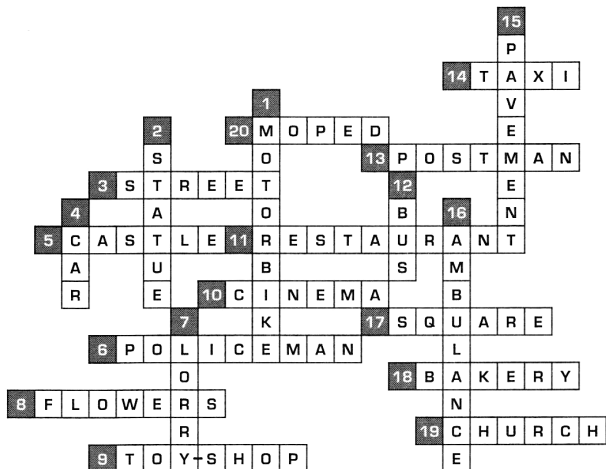 15
P
14 T A X I
1 V
2 20 M O P E D E
S O 13 P O S T M A N
3 S T R E E T 12 E
4 A O B 16 N
5 C A S T L E 11 R E S T A U R A N T
A U B S M
R E 10 C I N E M A B
7 K 17 S Q U A R E
6 P O L I C E M A N L
O 18 B A K E R Y
8 F L O W E R S N
R 19 C H U R C H
9 T O Y - S H O P E